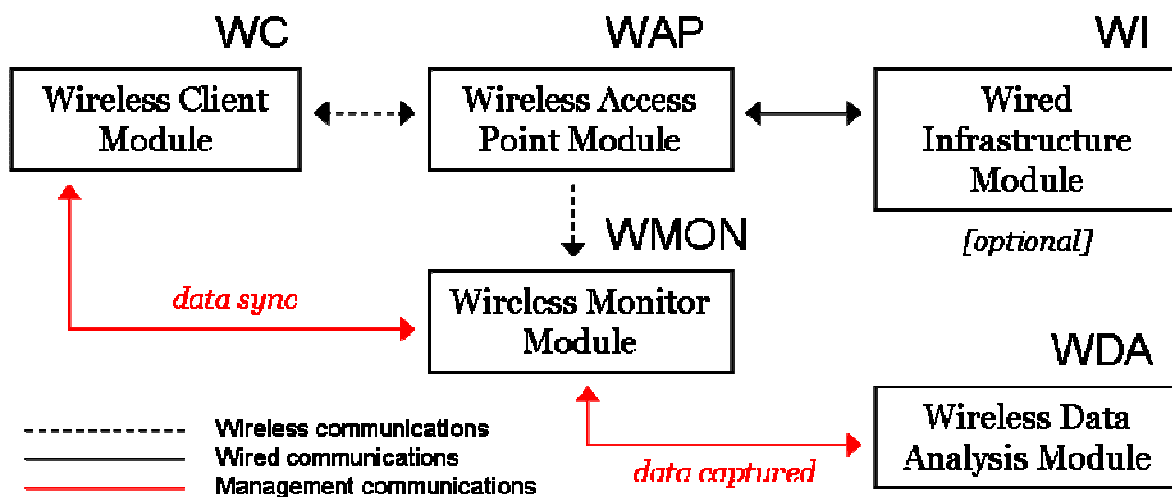 WC
WAP
WI
Wireless Client
Module
Wireless Access
Point Module
Wired
Infrastructure
Module
[optional]
WMON
data sync
Wireless Monitor
Module
WDA
Wireless Data
Analysis Module
data captured
Wireless communications
Wired communications
Management communications